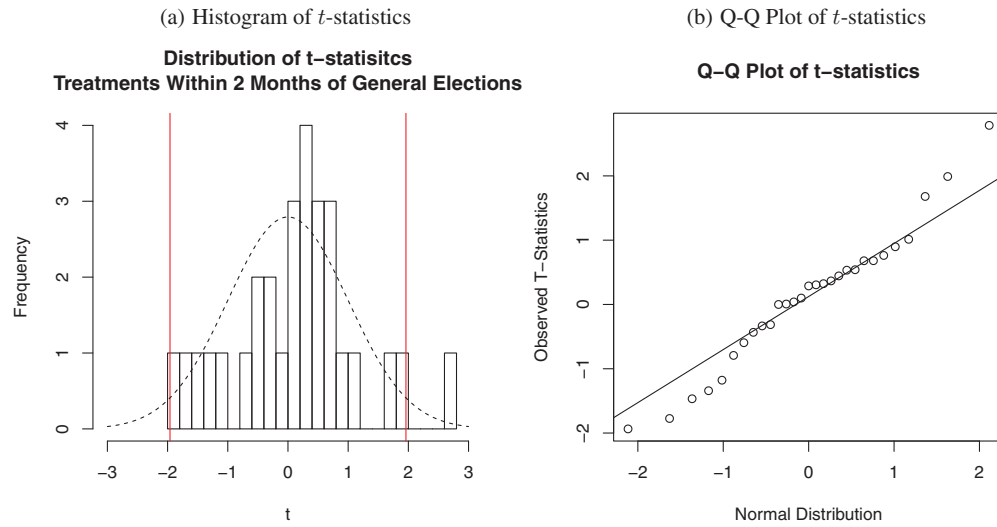 (a) Histogram of t-statistics
Distribution of t−statisitcs
Treatments Within 2 Months of General Elections
Frequency
0
1
2
3
4
−3
−2
−1
0
1
2
3
t
(b) Q-Q Plot of t-statistics
Q−Q Plot of t−statistics
Observed T−Statistics
−2
−1
0
1
2
−2
−1
0
1
2
Normal Distribution